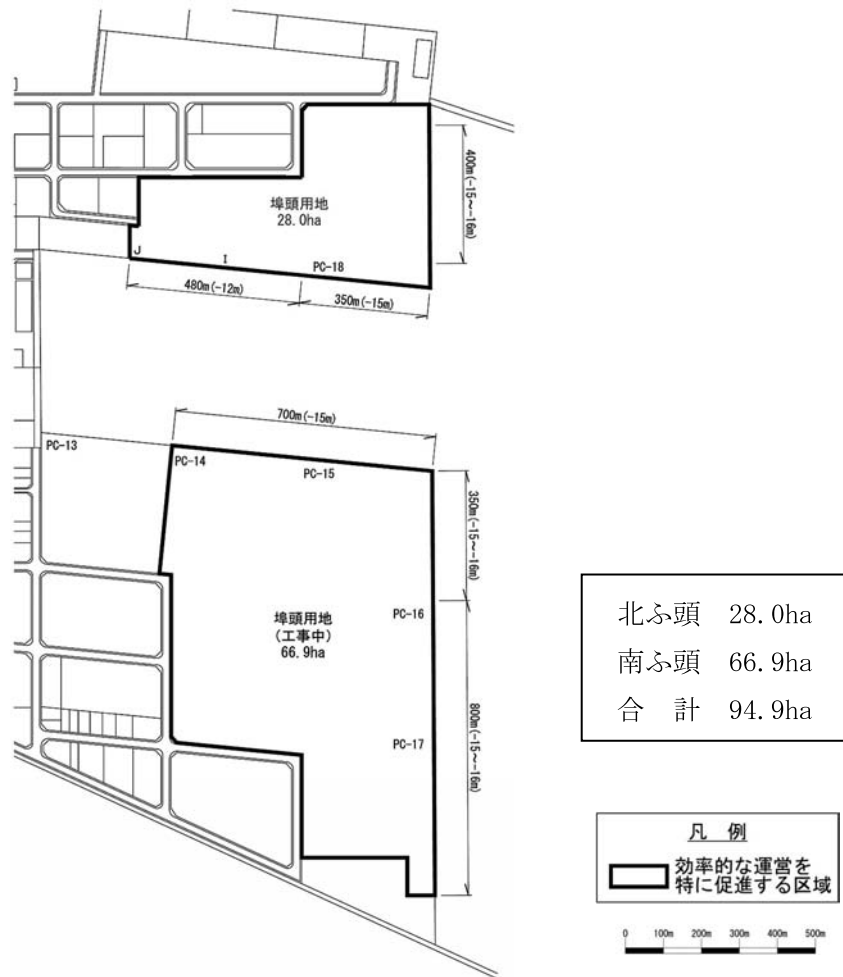 400m(-15～-16m)
埠頭用地
28.0ha
J
I
PC-18
480m(-12m)
350m(-15m)
700m(-15m)
PC-13
PC-14
PC-15
350m(-15～-16m)
PC-16
埠頭用地
(工事中)
66.9ha
PC-17
800m(-15～-16m)
北ふ頭 28.0ha
南ふ頭 66.9ha
合 計 94.9ha
凡 例
効率的な運営を
特に促進する区域
0 100m 200m 300m 400m 500m